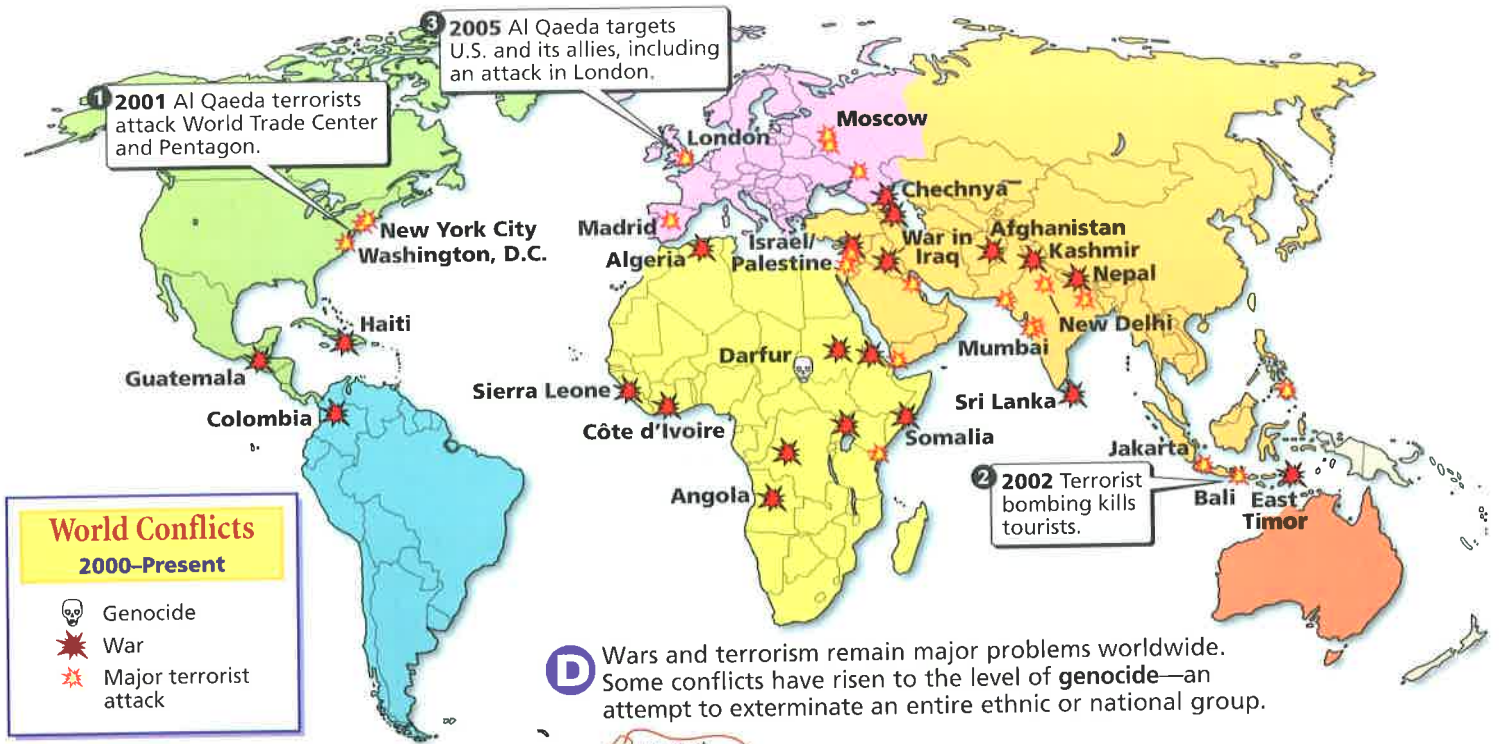 3 2005 Al Qaeda targets
U.S. and its allies, including
an attack in London.
1 2001 Al Qaeda terrorists
attack World Trade Center
and Pentagon.
Moscow
London
Chechnya
Madrid
New York City
Washington, D.C.
Algeria
Israel/
Palestine
War in
Iraq
Afghanistan
Kashmir
Nepal
New Delhi
Mumbai
Haiti
Guatemala
Colombia
Darfur
Sierra Leone
Côte d'Ivoire
Somalia
Sri Lanka
Angola
Jakarta
Bali
East
Timor
2 2002 Terrorist
bombing kills
tourists.
World Conflicts
2000–Present
Genocide
War
Major terrorist
attack
D Wars and terrorism remain major problems worldwide.
Some conflicts have risen to the level of genocide—an
attempt to exterminate an entire ethnic or national group.